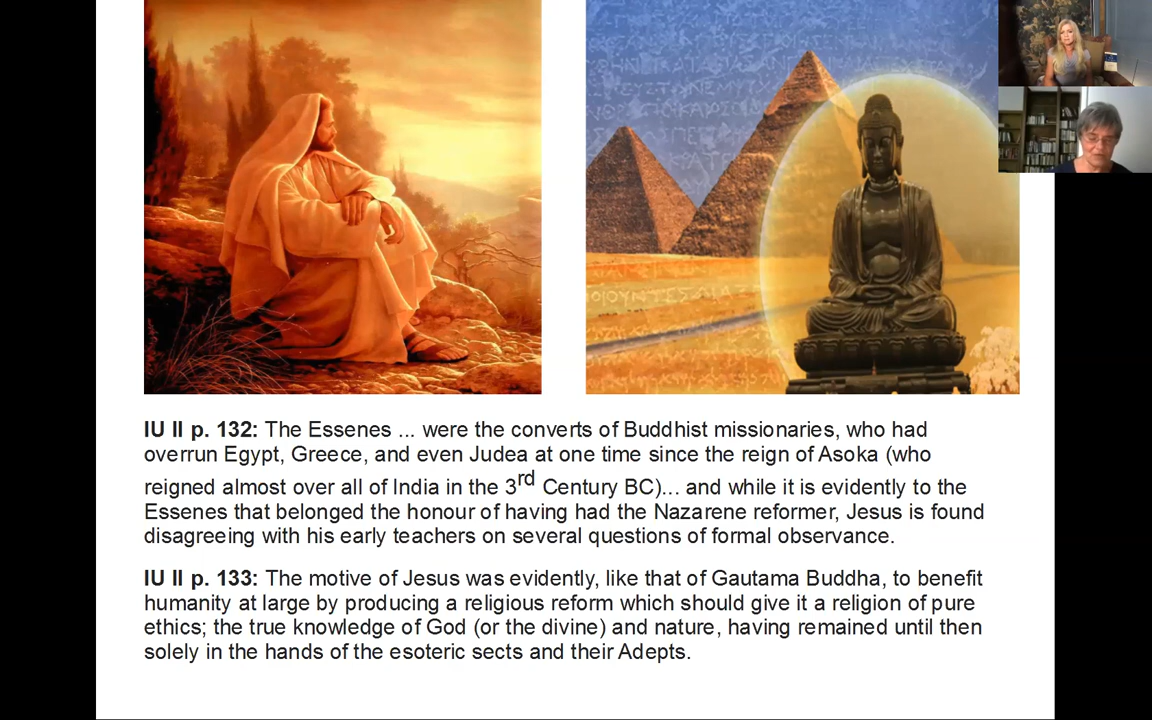 IU II p. 132: The Essenes ... were the converts of Buddhist missionaries, who had
overrun Egypt, Greece, and even Judea at one time since the reign of Asoka (who
reigned almost over all of India in the 3rd Century BC)... and while it is evidently to the
Essenes that belonged the honour of having had the Nazarene reformer, Jesus is found
disagreeing with his early teachers on several questions of formal observance.
IU II p. 133: The motive of Jesus was evidently, like that of Gautama Buddha, to benefit
humanity at large by producing a religious reform which should give it a religion of pure
ethics; the true knowledge of God (or the divine) and nature, having remained until then
solely in the hands of the esoteric sects and their Adepts.